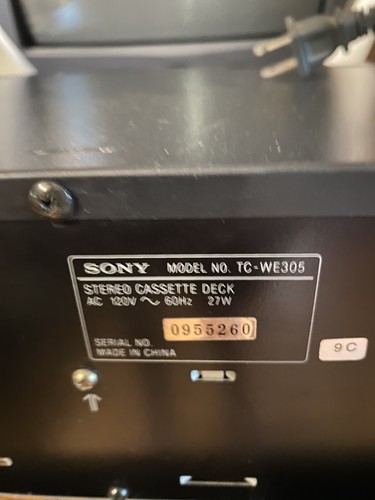 SONY MODEL NO. TC-WE305
STEREO CASSETTE DECK
AC 120V ~ 60Hz 27W
0955260
SERIAL NO.
MADE IN CHINA
9C